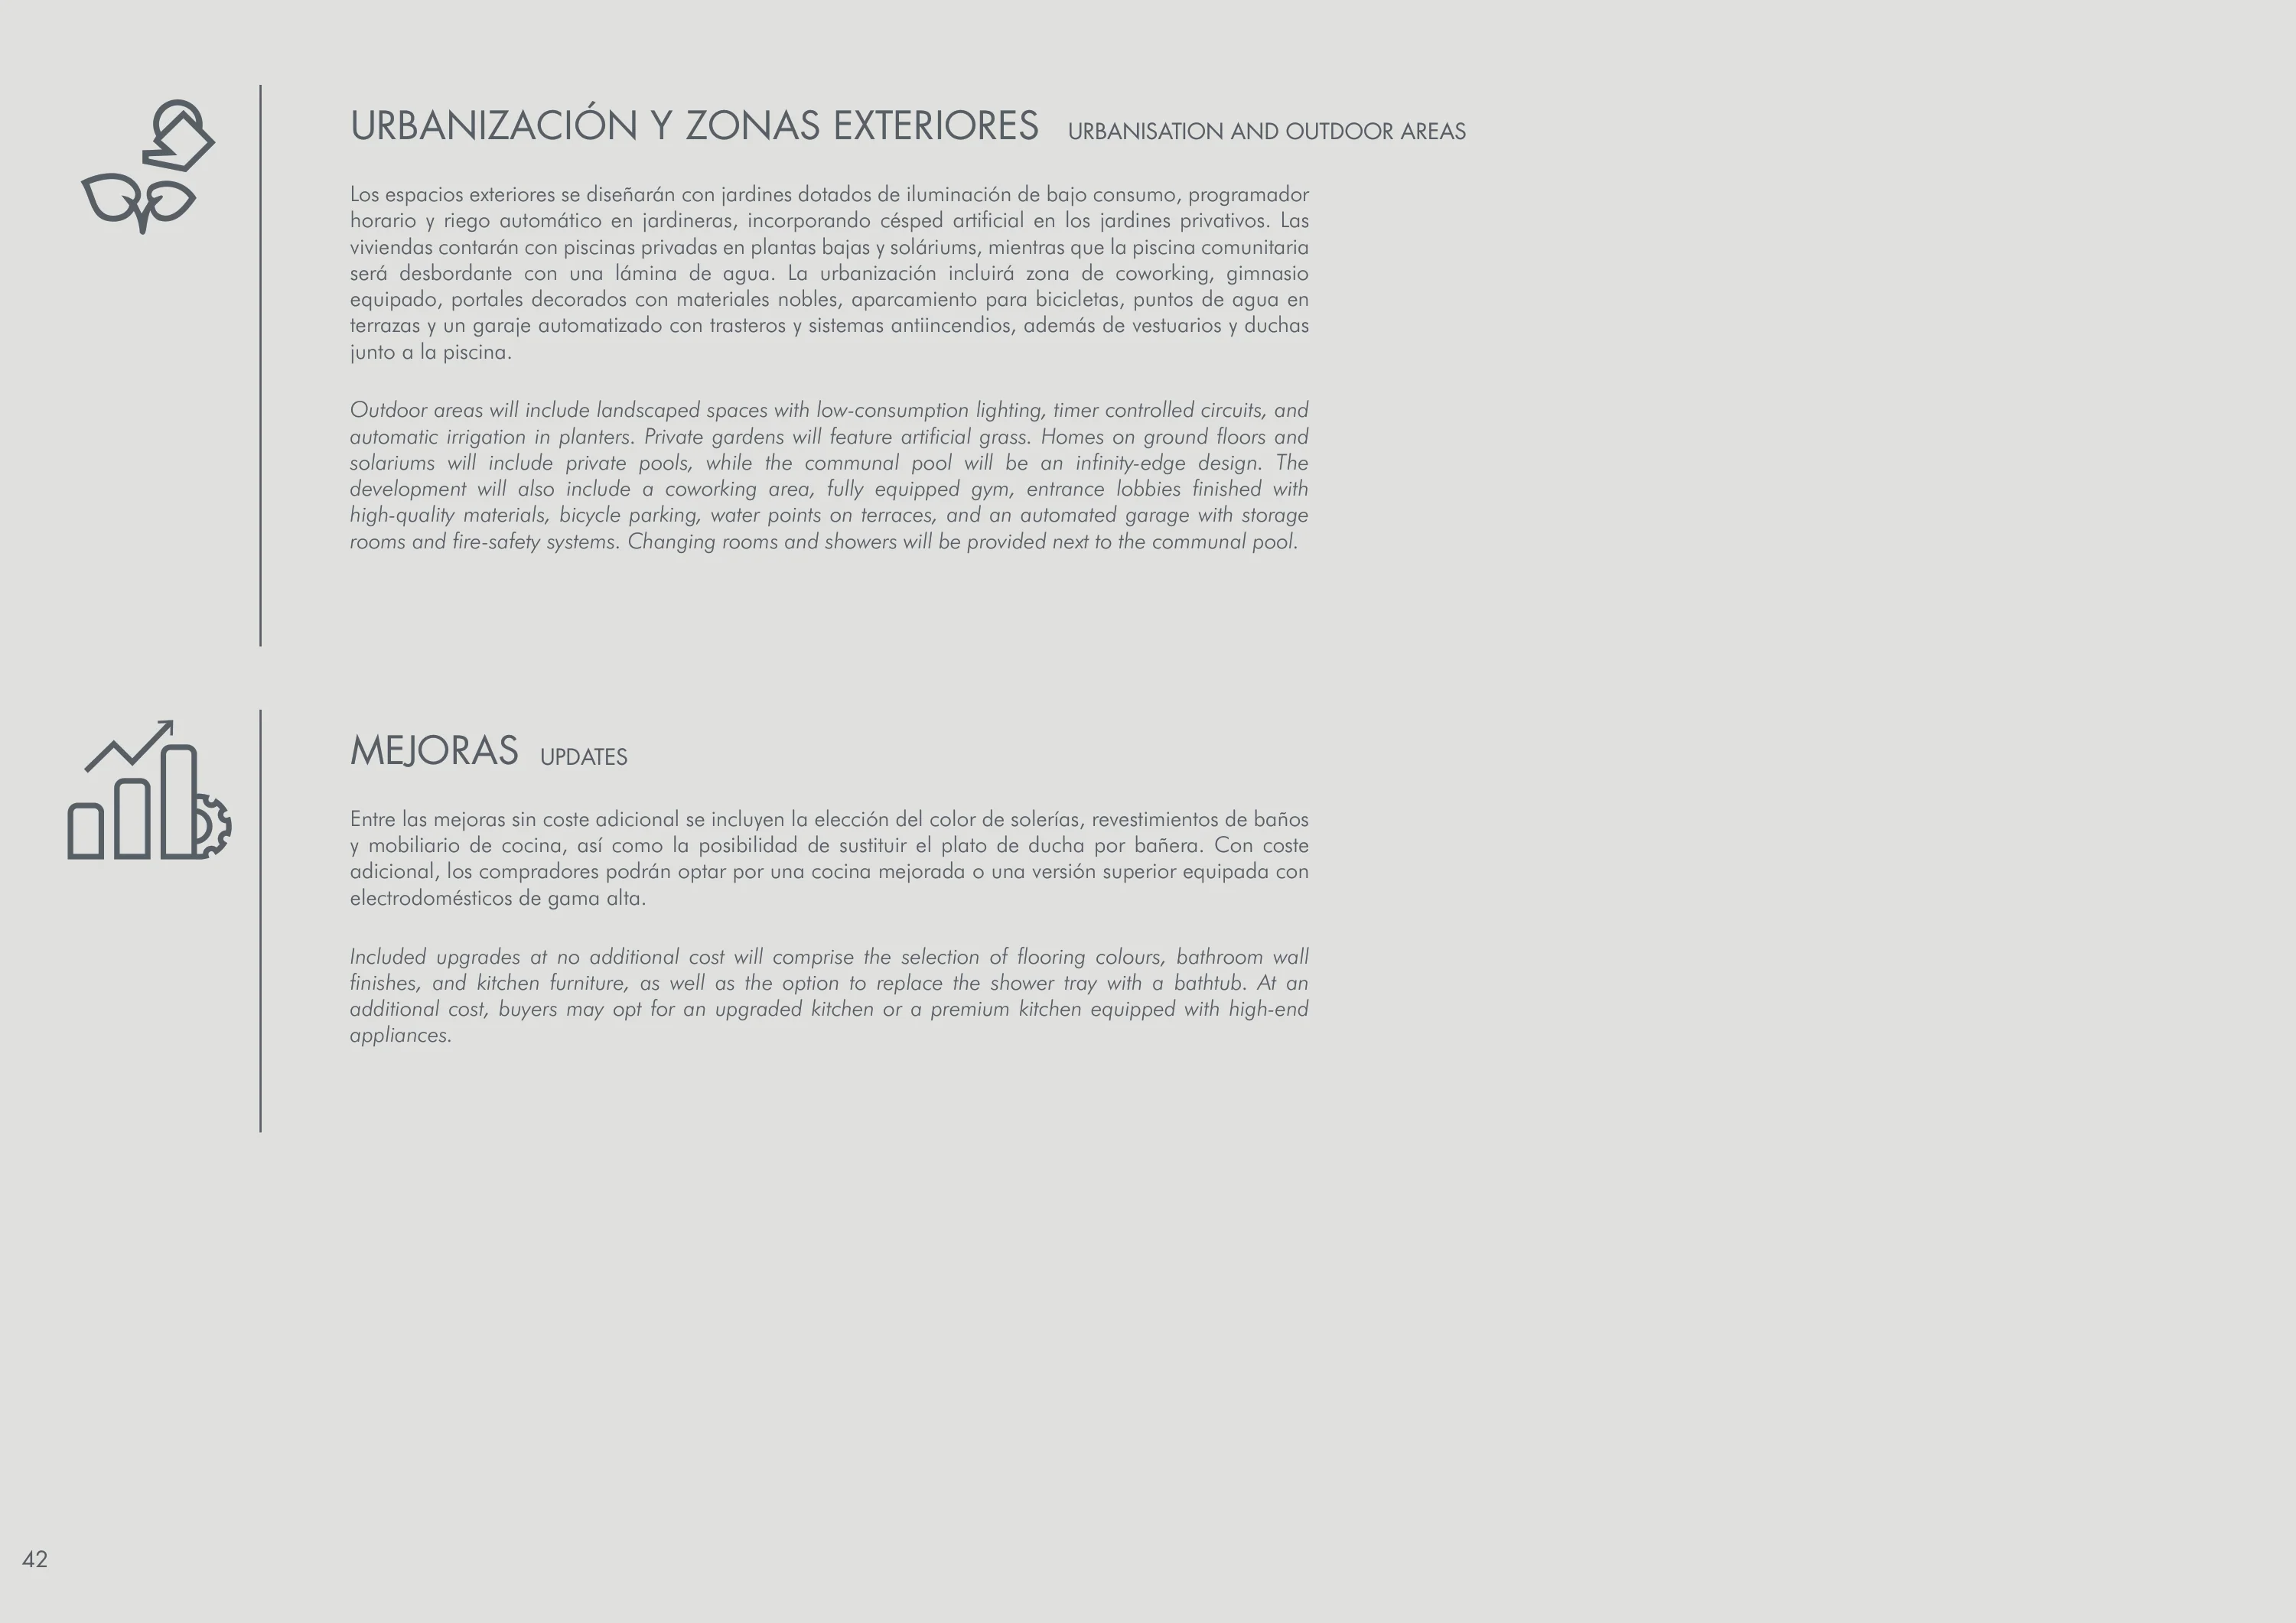 URBANIZACIÓN Y ZONAS EXTERIORES URBANISATION AND OUTDOOR AREAS
Los espacios exteriores se diseñarán con jardines dotados de iluminación de bajo consumo, programador
horario y riego automático en jardineras, incorporando césped artificial en los jardines privativos. Las
viviendas contarán con piscinas privadas en plantas bajas y soláriums, mientras que la piscina comunitaria
será desbordante con una lámina de agua. La urbanización incluirá zona de coworking, gimnasio
equipado, portales decorados con materiales nobles, aparcamiento para bicicletas, puntos de agua en
terrazas y un garaje automatizado con trasteros y sistemas antiincendios, además de vestuarios y duchas
junto a la piscina.
Outdoor areas will include landscaped spaces with low-consumption lighting, timer controlled circuits, and
automatic irrigation in planters. Private gardens will feature artificial grass. Homes on ground floors and
solariums will include private pools, while the communal pool will be an infinity-edge design. The
development will also include a coworking area, fully equipped gym, entrance lobbies finished with
high-quality materials, bicycle parking, water points on terraces, and an automated garage with storage
rooms and fire-safety systems. Changing rooms and showers will be provided next to the communal pool.
MEJORAS UPDATES
Entre las mejoras sin coste adicional se incluyen la elección del color de solerías, revestimientos de baños
y mobiliario de cocina, así como la posibilidad de sustituir el plato de ducha por bañera. Con coste
adicional, los compradores podrán optar por una cocina mejorada o una versión superior equipada con
electrodomésticos de gama alta.
Included upgrades at no additional cost will comprise the selection of flooring colours, bathroom wall
finishes, and kitchen furniture, as well as the option to replace the shower tray with a bathtub. At an
additional cost, buyers may opt for an upgraded kitchen or a premium kitchen equipped with high-end
appliances.
42